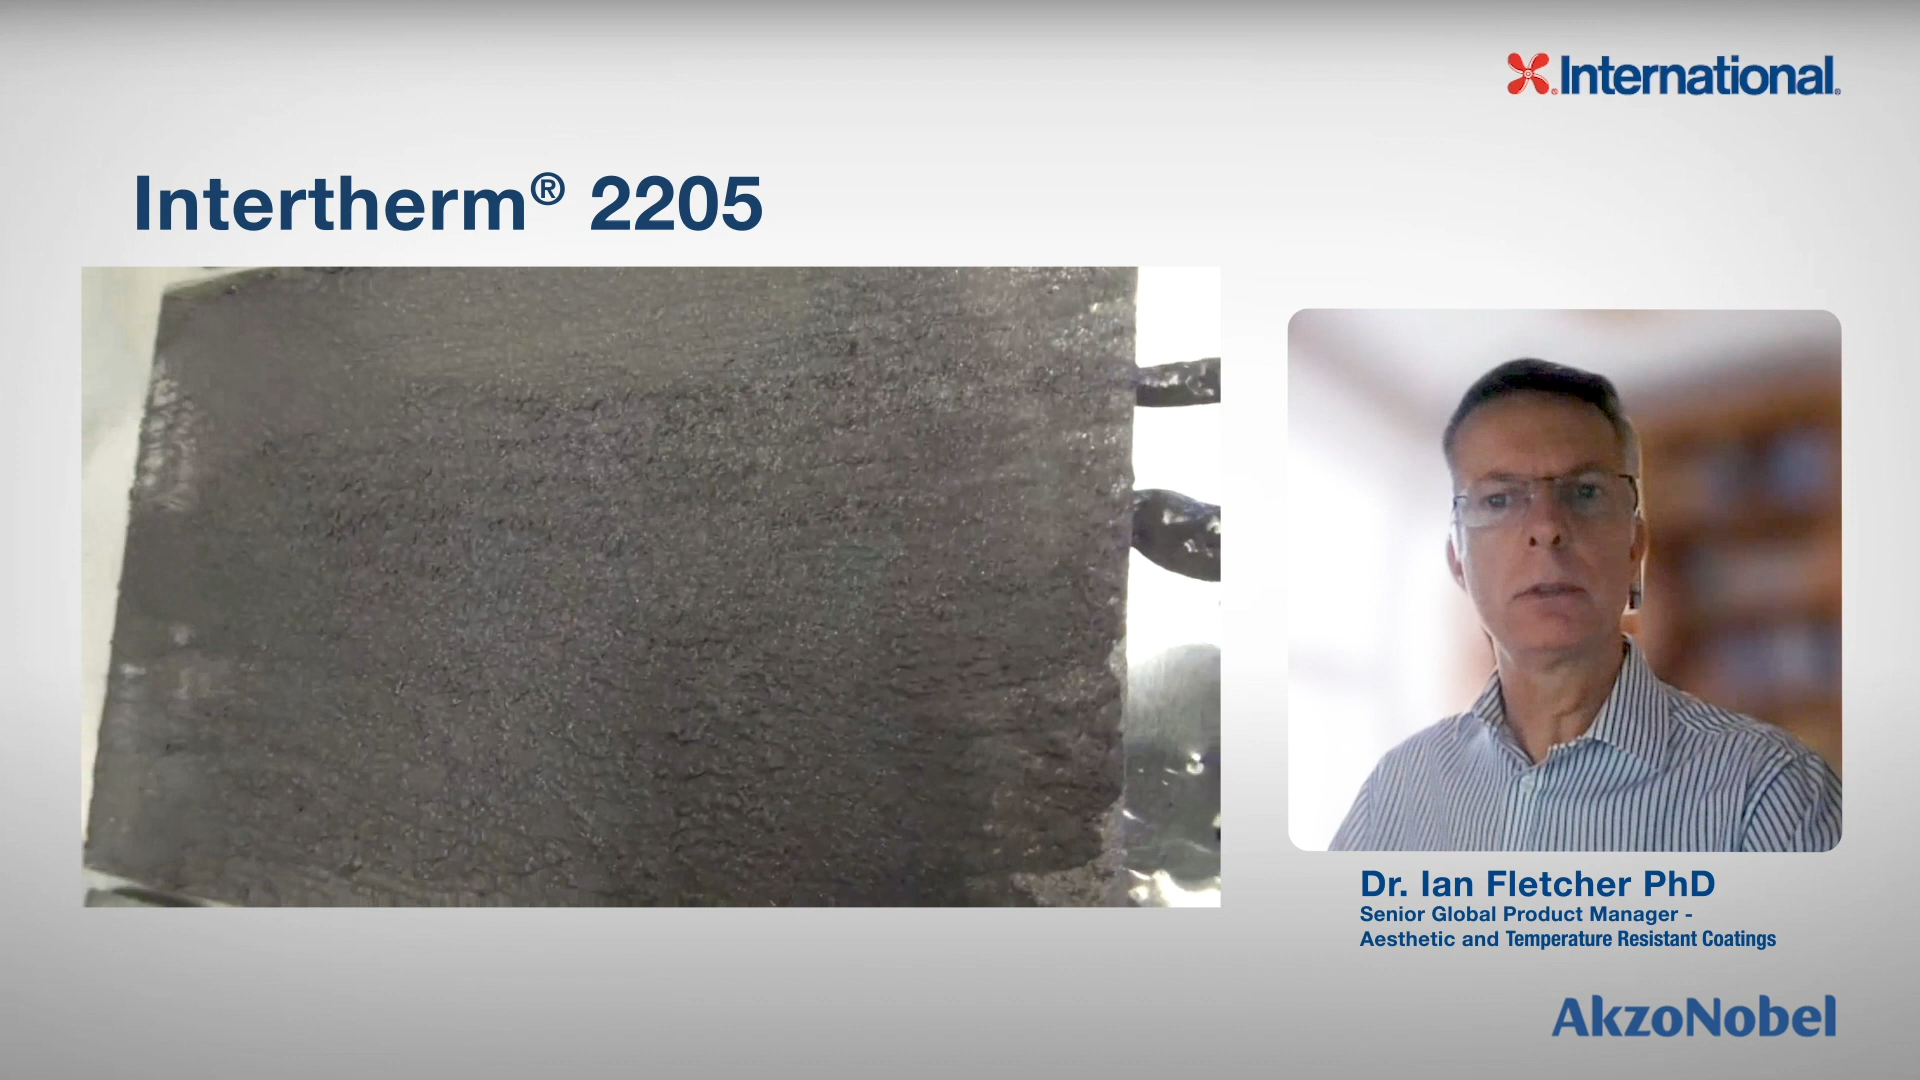 International®
Intertherm® 2205
Dr. Ian Fletcher PhD
Senior Global Product Manager -
Aesthetic and Temperature Resistant Coatings
AkzoNobel